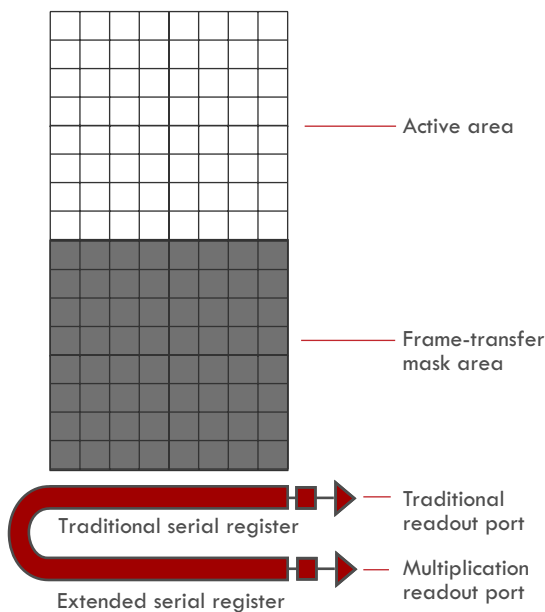 Active area
Frame-transfer
mask area
Traditional serial register
Traditional
readout port
Extended serial register
Multiplication
readout port